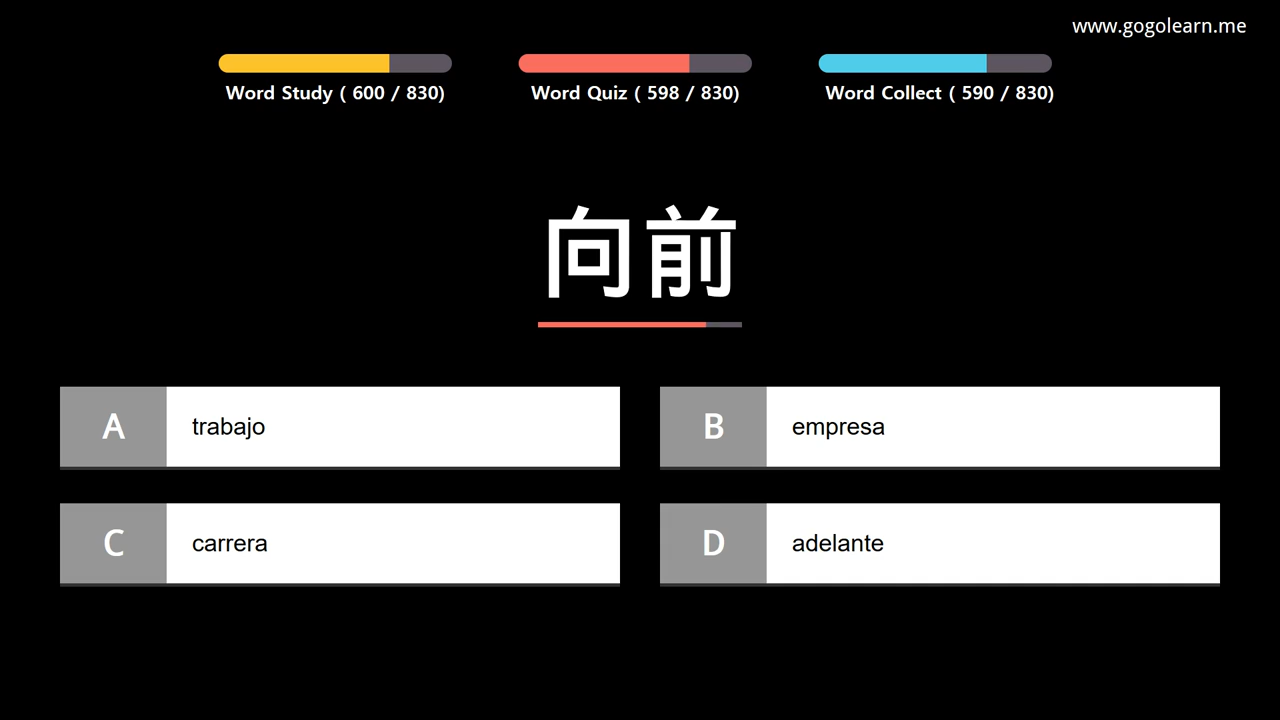 www.gogolearn.me
Word Study ( 600 / 830)
Word Quiz ( 598 / 830)
Word Collect ( 590 / 830)
向前
A trabajo
B empresa
C carrera
D adelante